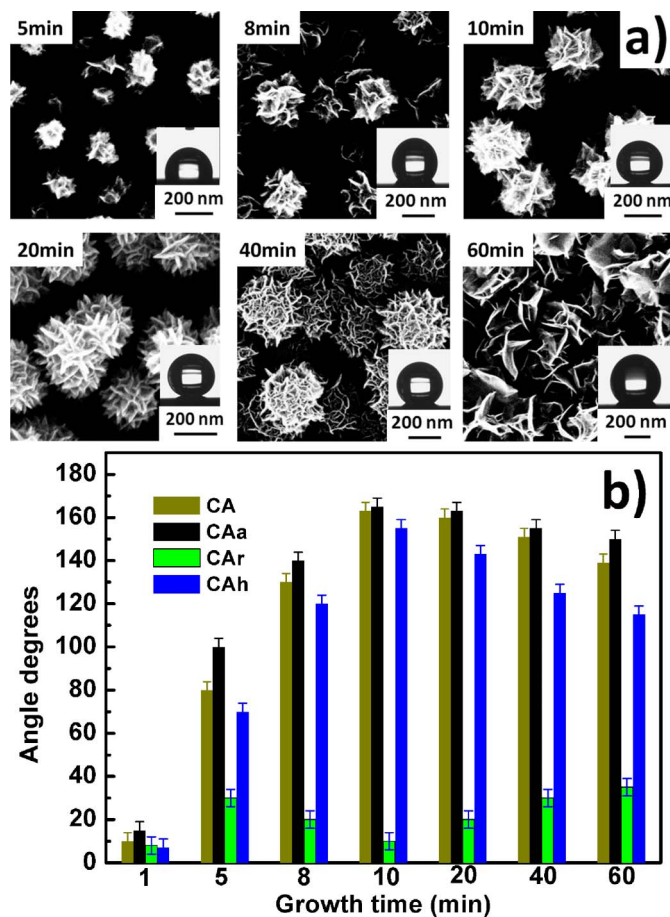 5min
8min
10min
a)
200 nm
200 nm
200 nm
20min
40min
60min
200 nm
200 nm
200 nm
b)
180
160
140
120
100
80
60
40
20
0
CA
CAa
CAr
CAh
Angle degrees
1 5 8 10 20 40 60
Growth time (min)